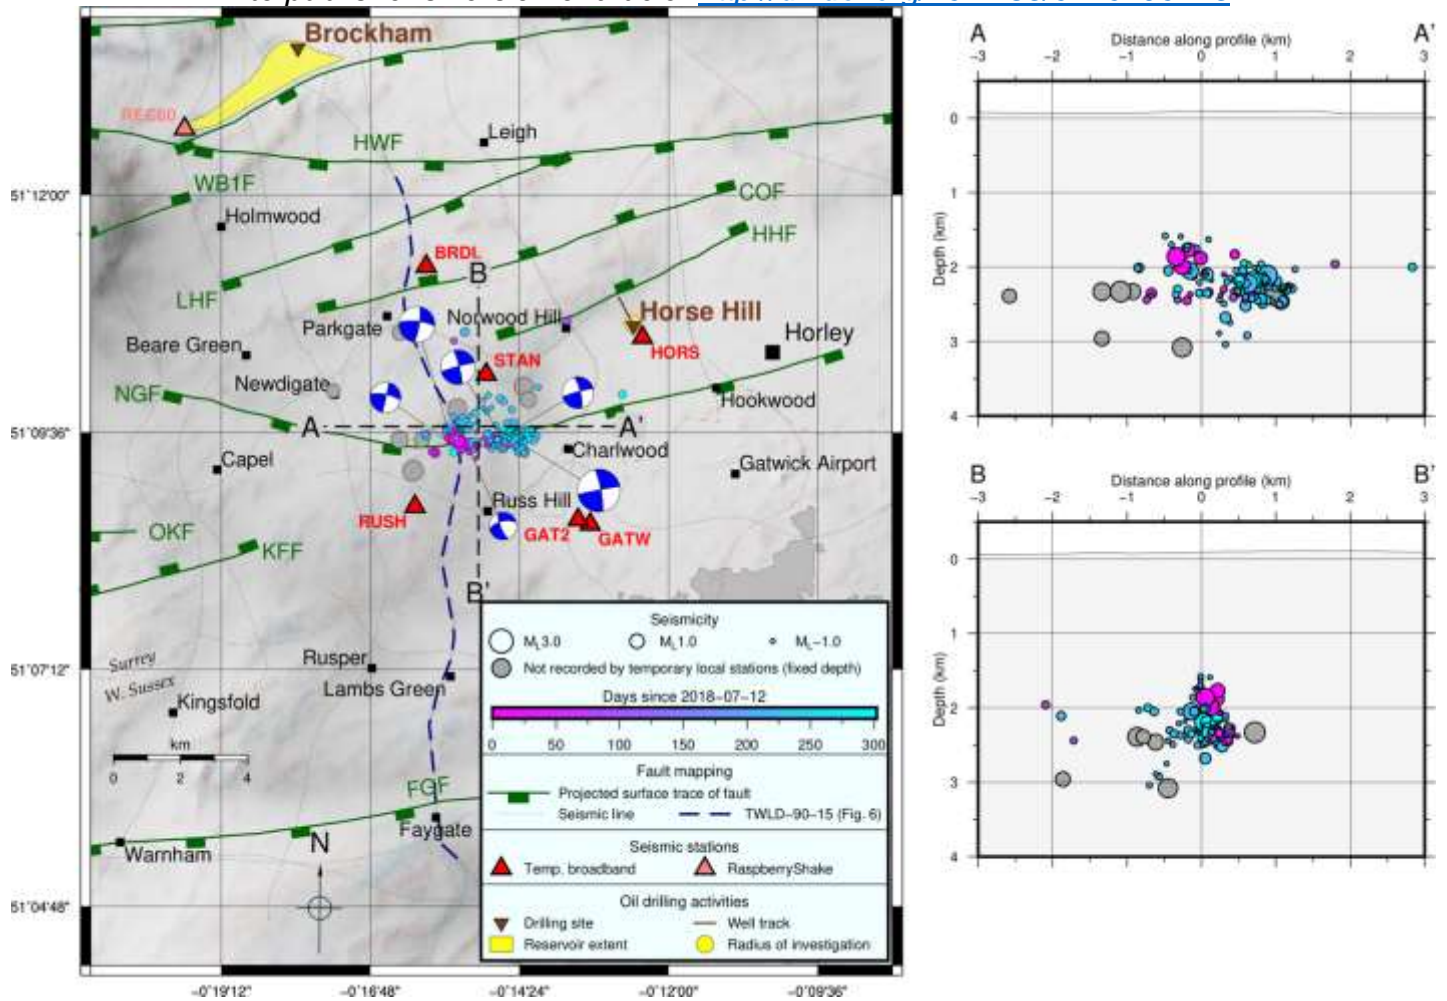 Brockham
HWF
Leigh
51°12'00"
WB1F
COF
Holmwood
HHF
BRDL
B
LHF
Parkgate
Norwood Hill
Horse Hill
Horley
Beare Green
STAN
HORS
Newdigate
NGF
Hookwood
A
A'
51°09'36"
Charlwood
Capel
Gatwick Airport
Russ Hill
RUSH
GAT2
GATW
OKF
KFF
B'
Surrey
W. Sussex
Rusper
51°07'12"
Lambs Green
Kingsfold
km
0 2 4
FGF
Faygate
Warnham
N
51°04'48"
-0°19'12"
-0°16'48"
-0°14'24"
-0°12'00"
-0°09'36"
Seismicity
ML3.0
ML1.0
ML−1.0
Not recorded by temporary local stations (fixed depth)
Days since 2018−07−12
0 50 100 150 200 250 300
Fault mapping
Projected surface trace of fault
Seismic line
TWLD−90−15 (Fig. 6)
Seismic stations
Temp. broadband
RaspberryShake
Oil drilling activities
Drilling site
Well track
Reservoir extent
Radius of investigation
A
A'
Distance along profile (km)
−3 −2 −1 0 1 2 3
Depth (km)
0
1
2
3
4
B
B'
Distance along profile (km)
−3 −2 −1 0 1 2 3
Depth (km)
0
1
2
3
4